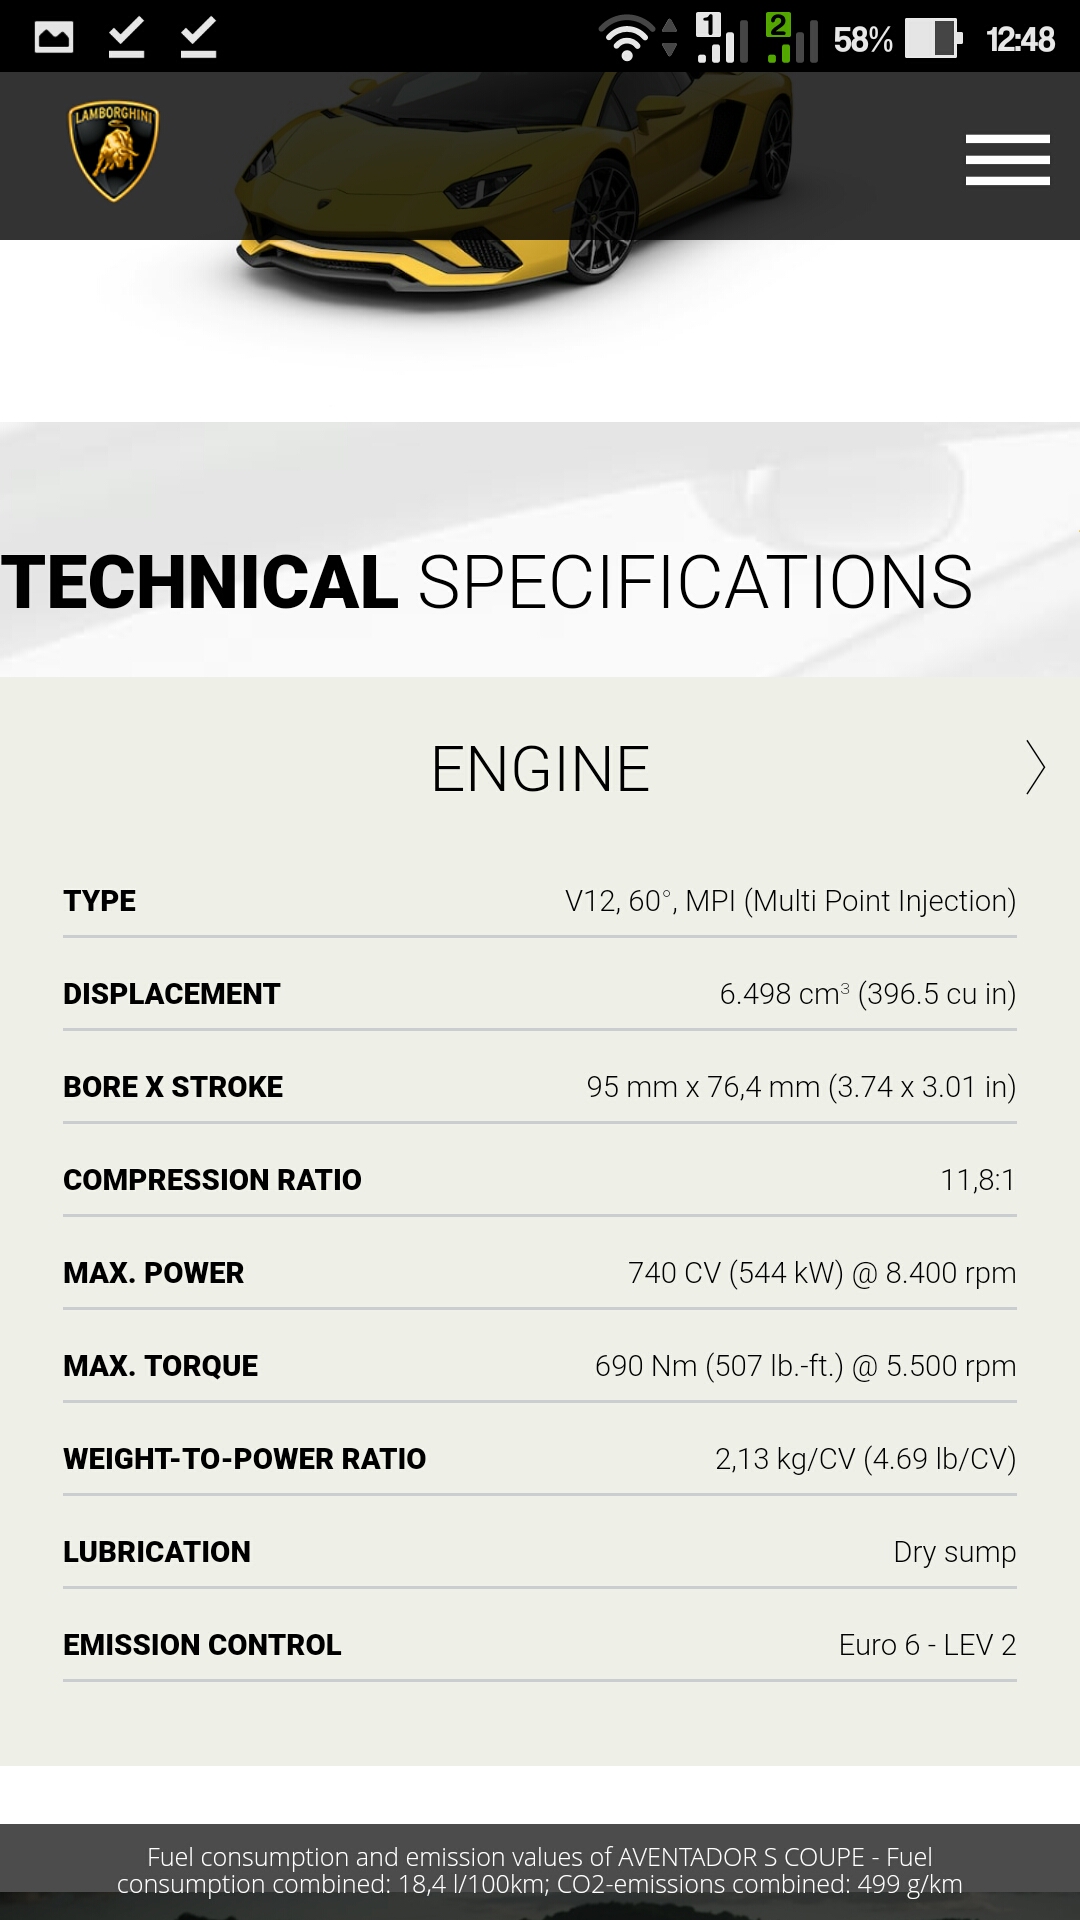 1 2 58% 12:48
LAMBORGHINI
TECHNICAL SPECIFICATIONS
ENGINE
TYPE V12, 60°, MPI (Multi Point Injection)
DISPLACEMENT 6.498 cm³ (396.5 cu in)
BORE X STROKE 95 mm x 76,4 mm (3.74 x 3.01 in)
COMPRESSION RATIO 11,8:1
MAX. POWER 740 CV (544 kW) @ 8.400 rpm
MAX. TORQUE 690 Nm (507 lb.-ft.) @ 5.500 rpm
WEIGHT-TO-POWER RATIO 2,13 kg/CV (4.69 lb/CV)
LUBRICATION Dry sump
EMISSION CONTROL Euro 6 - LEV 2
Fuel consumption and emission values of AVENTADOR S COUPE - Fuel
consumption combined: 18,4 l/100km; CO2-emissions combined: 499 g/km